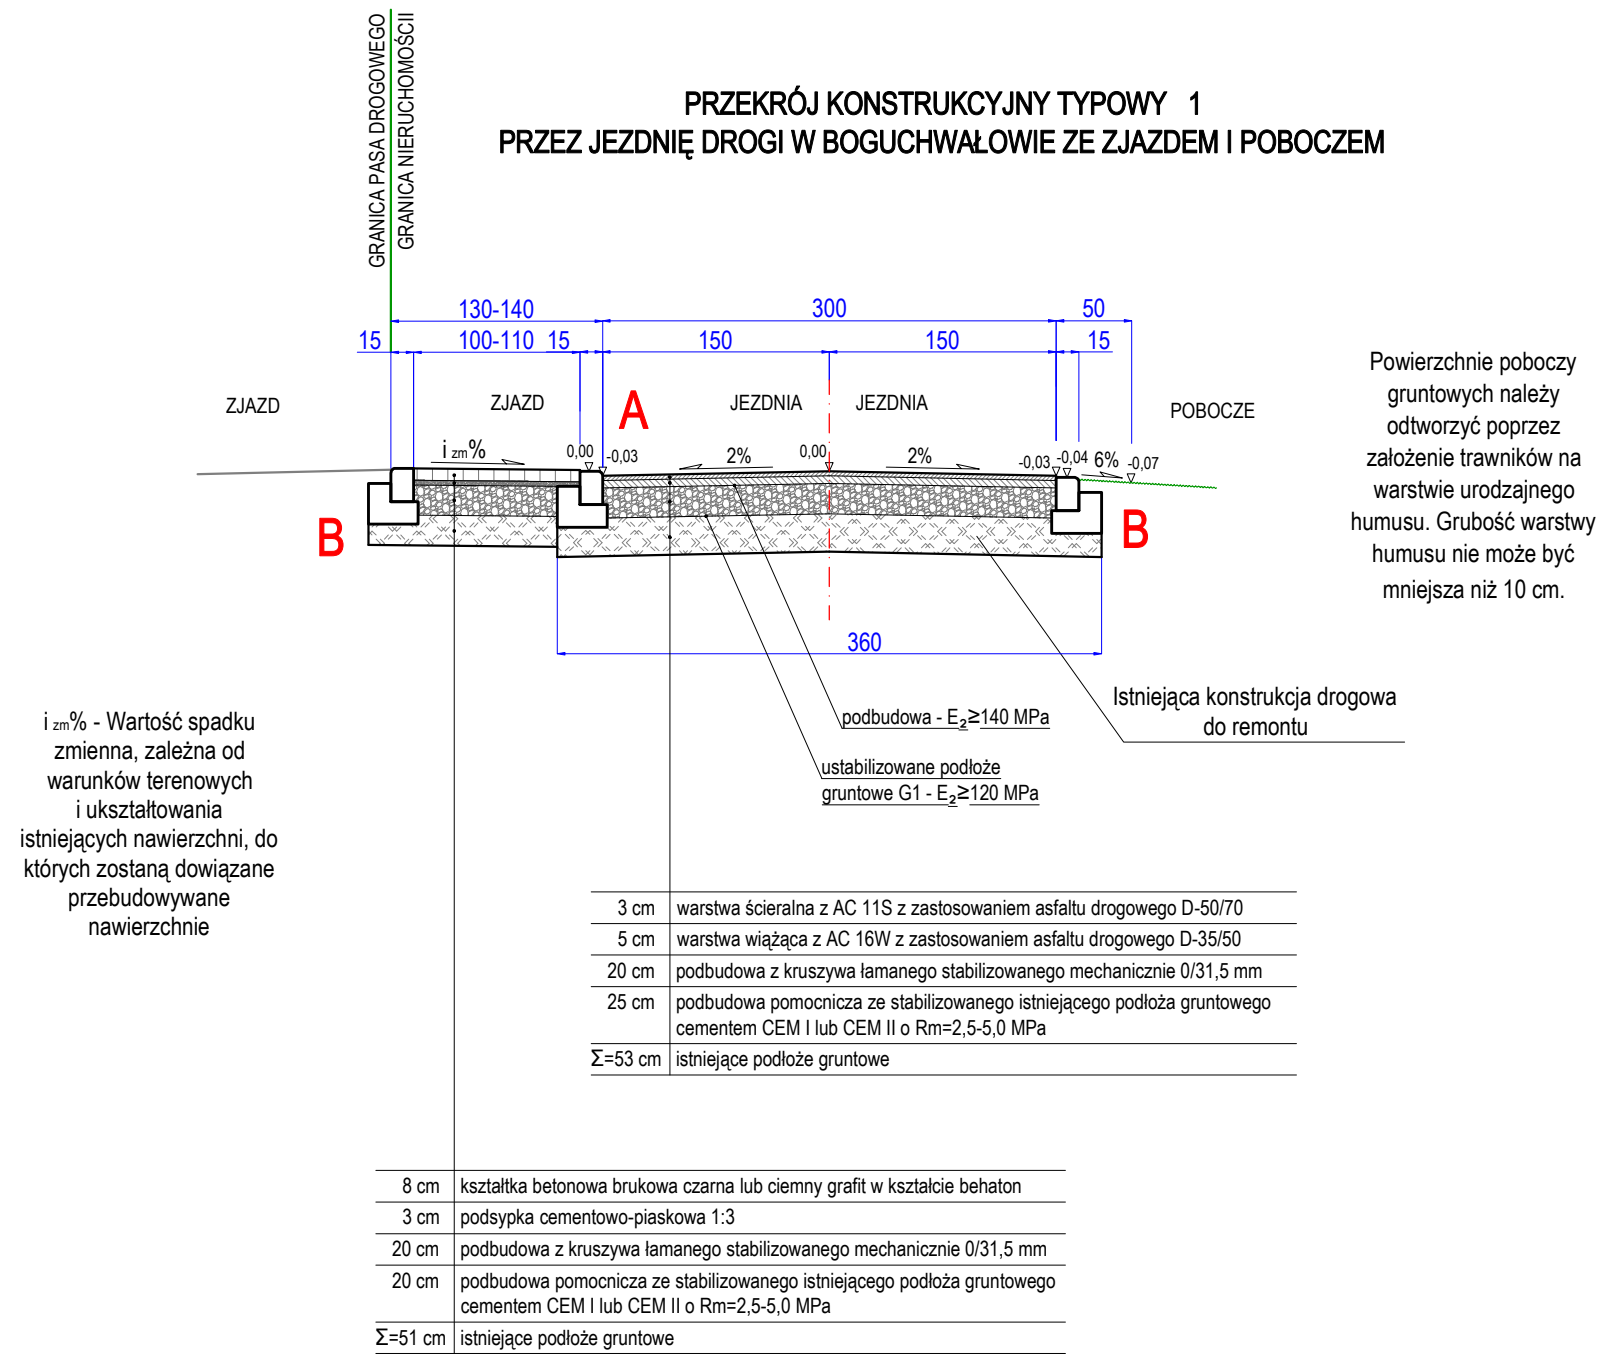 GRANICA PASA DROGOWEGO
GRANICA NIERUCHOMOŚCII
PRZEKRÓJ KONSTRUKCYJNY TYPOWY 1
PRZEZ JEZDNIĘ DROGI W BOGUCHWAŁOWIE ZE ZJAZDEM I POBOCZEM
130-140
300
50
15
100-110
15
150
150
15
ZJAZD
ZJAZD
A
JEZDNIA
JEZDNIA
POBOCZE
i zm%
0,00
-0,03
2%
0,00
2%
-0,03
-0,04
6%
-0,07
B
B
360
Powierzchnie poboczy
gruntowych należy
odtworzyć poprzez
założenie trawników na
warstwie urodzajnego
humusu. Grubość warstwy
humusu nie może być
mniejsza niż 10 cm.
i zm% - Wartość spadku
zmienna, zależna od
warunków terenowych
i ukształtowania
istniejących nawierzchni, do
których zostaną dowiązane
przebudowywane
nawierzchnie
podbudowa - E₂≥140 MPa
ustabilizowane podłoże
gruntowe G1 - E₂≥120 MPa
Istniejąca konstrukcja drogowa
do remontu
3 cm warstwa ścieralna z AC 11S z zastosowaniem asfaltu drogowego D-50/70
5 cm warstwa wiążąca z AC 16W z zastosowaniem asfaltu drogowego D-35/50
20 cm podbudowa z kruszywa łamanego stabilizowanego mechanicznie 0/31,5 mm
25 cm podbudowa pomocnicza ze stabilizowanego istniejącego podłoża gruntowego
cementem CEM I lub CEM II o Rm=2,5-5,0 MPa
Σ=53 cm istniejące podłoże gruntowe
8 cm kształtka betonowa brukowa czarna lub ciemny grafit w kształcie behaton
3 cm podsypka cementowo-piaskowa 1:3
20 cm podbudowa z kruszywa łamanego stabilizowanego mechanicznie 0/31,5 mm
20 cm podbudowa pomocnicza ze stabilizowanego istniejącego podłoża gruntowego
cementem CEM I lub CEM II o Rm=2,5-5,0 MPa
Σ=51 cm istniejące podłoże gruntowe